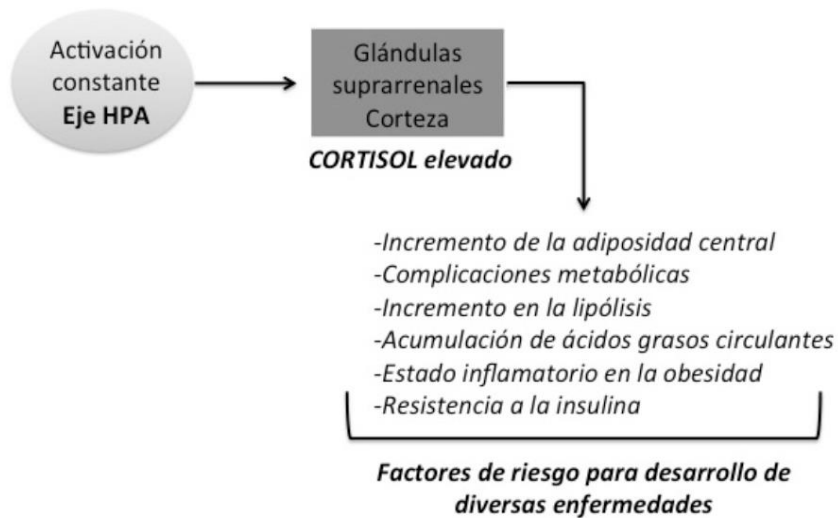 Activación
constante
Eje HPA
Glándulas
suprarrenales
Corteza
CORTISOL elevado
-Incremento de la adiposidad central
-Complicaciones metabólicas
-Incremento en la lipólisis
-Acumulación de ácidos grasos circulantes
-Estado inflamatorio en la obesidad
-Resistencia a la insulina
Factores de riesgo para desarrollo de
diversas enfermedades